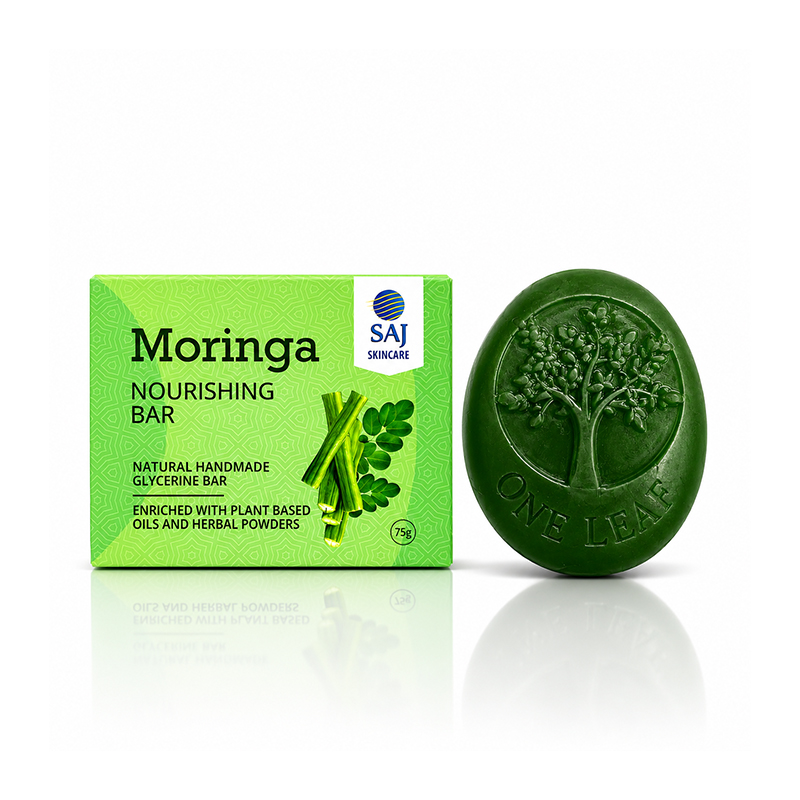 Moringa
NOURISHING
BAR
NATURAL HANDMADE
GLYCERINE BAR
ENRICHED WITH PLANT BASED
OILS AND HERBAL POWDERS
75g
SAJ
SKINCARE
ONE LEAF